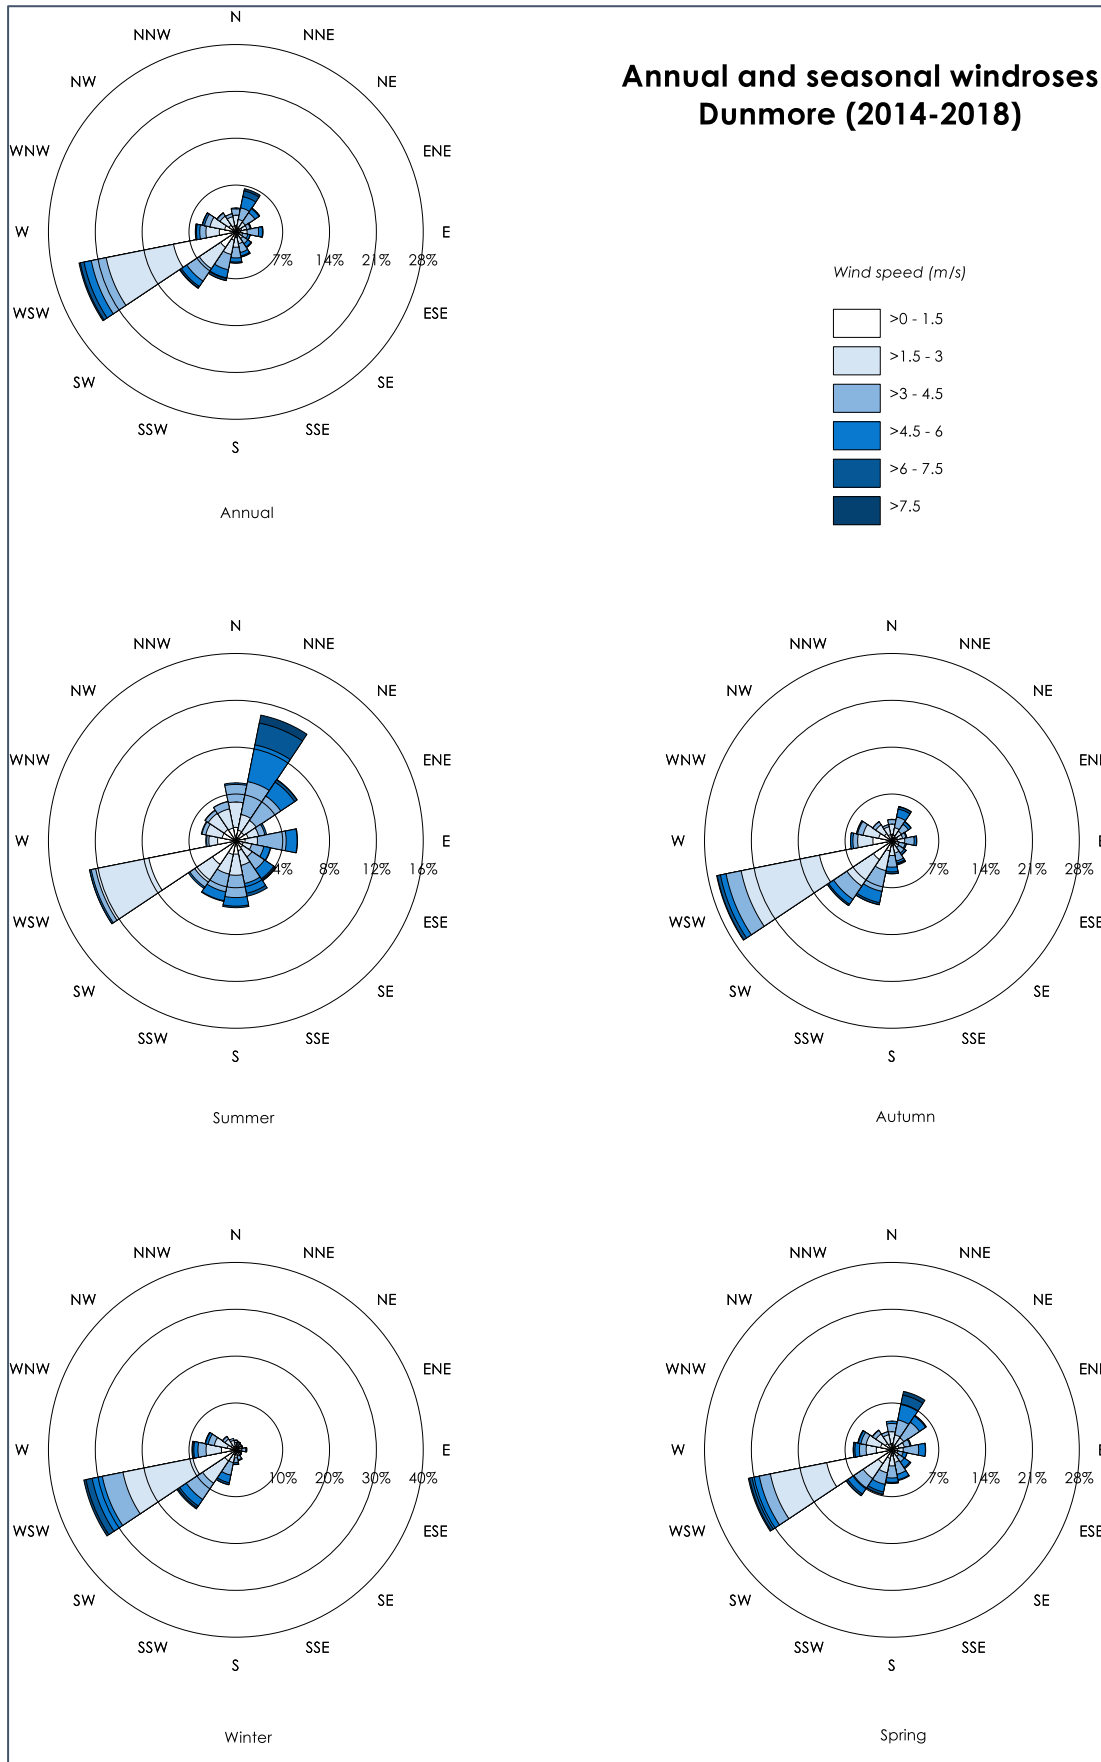 Annual and seasonal windroses
Dunmore (2014-2018)
N
NNW
NNE
NW
NE
WNW
ENE
W
E
7%
14%
21%
28%
WSW
ESE
SW
SE
SSW
SSE
S
Annual
Wind speed (m/s)
>0 - 1.5
>1.5 - 3
>3 - 4.5
>4.5 - 6
>6 - 7.5
>7.5
N
NNW
NNE
NW
NE
WNW
ENE
W
E
4%
8%
12%
16%
WSW
ESE
SW
SE
SSW
SSE
S
Summer
N
NNW
NNE
NW
NE
WNW
ENE
W
E
7%
14%
21%
28%
WSW
ESE
SW
SE
SSW
SSE
S
Autumn
N
NNW
NNE
NW
NE
WNW
ENE
W
E
10%
20%
30%
40%
WSW
ESE
SW
SE
SSW
SSE
S
Winter
N
NNW
NNE
NW
NE
WNW
ENE
W
E
7%
14%
21%
28%
WSW
ESE
SW
SE
SSW
SSE
S
Spring